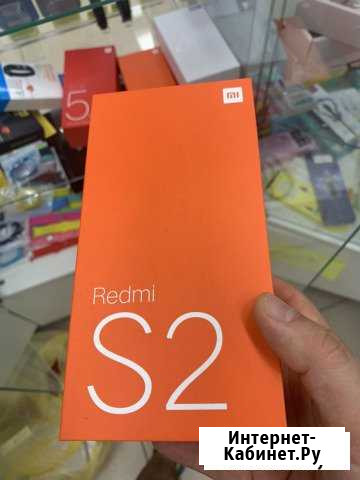 5
mi
Redmi
S2
Интернет-
Кабинет.Ру